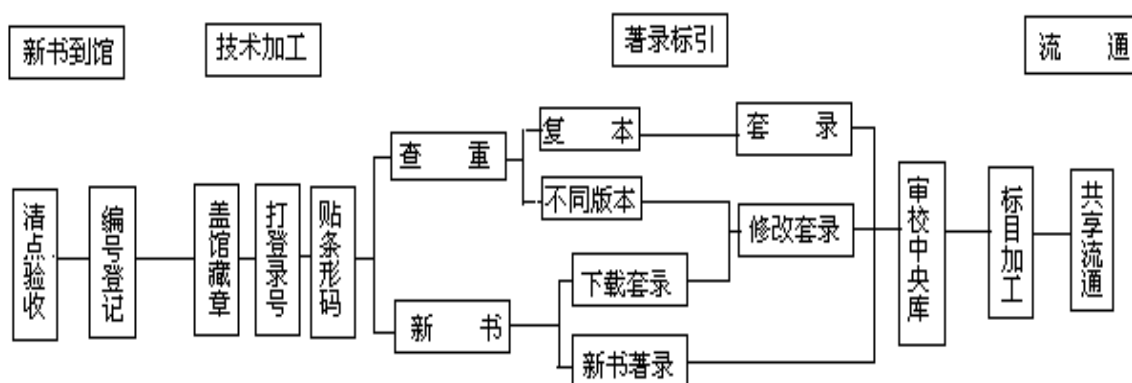 新书到馆
技术加工
著录标引
流 通
清点验收
编号登记
盖馆藏章
打登录号
贴条形码
查 重
新 书
复 本
不同版本
下载套录
新书著录
套 录
修改套录
审校中央库
标目加工
共享流通